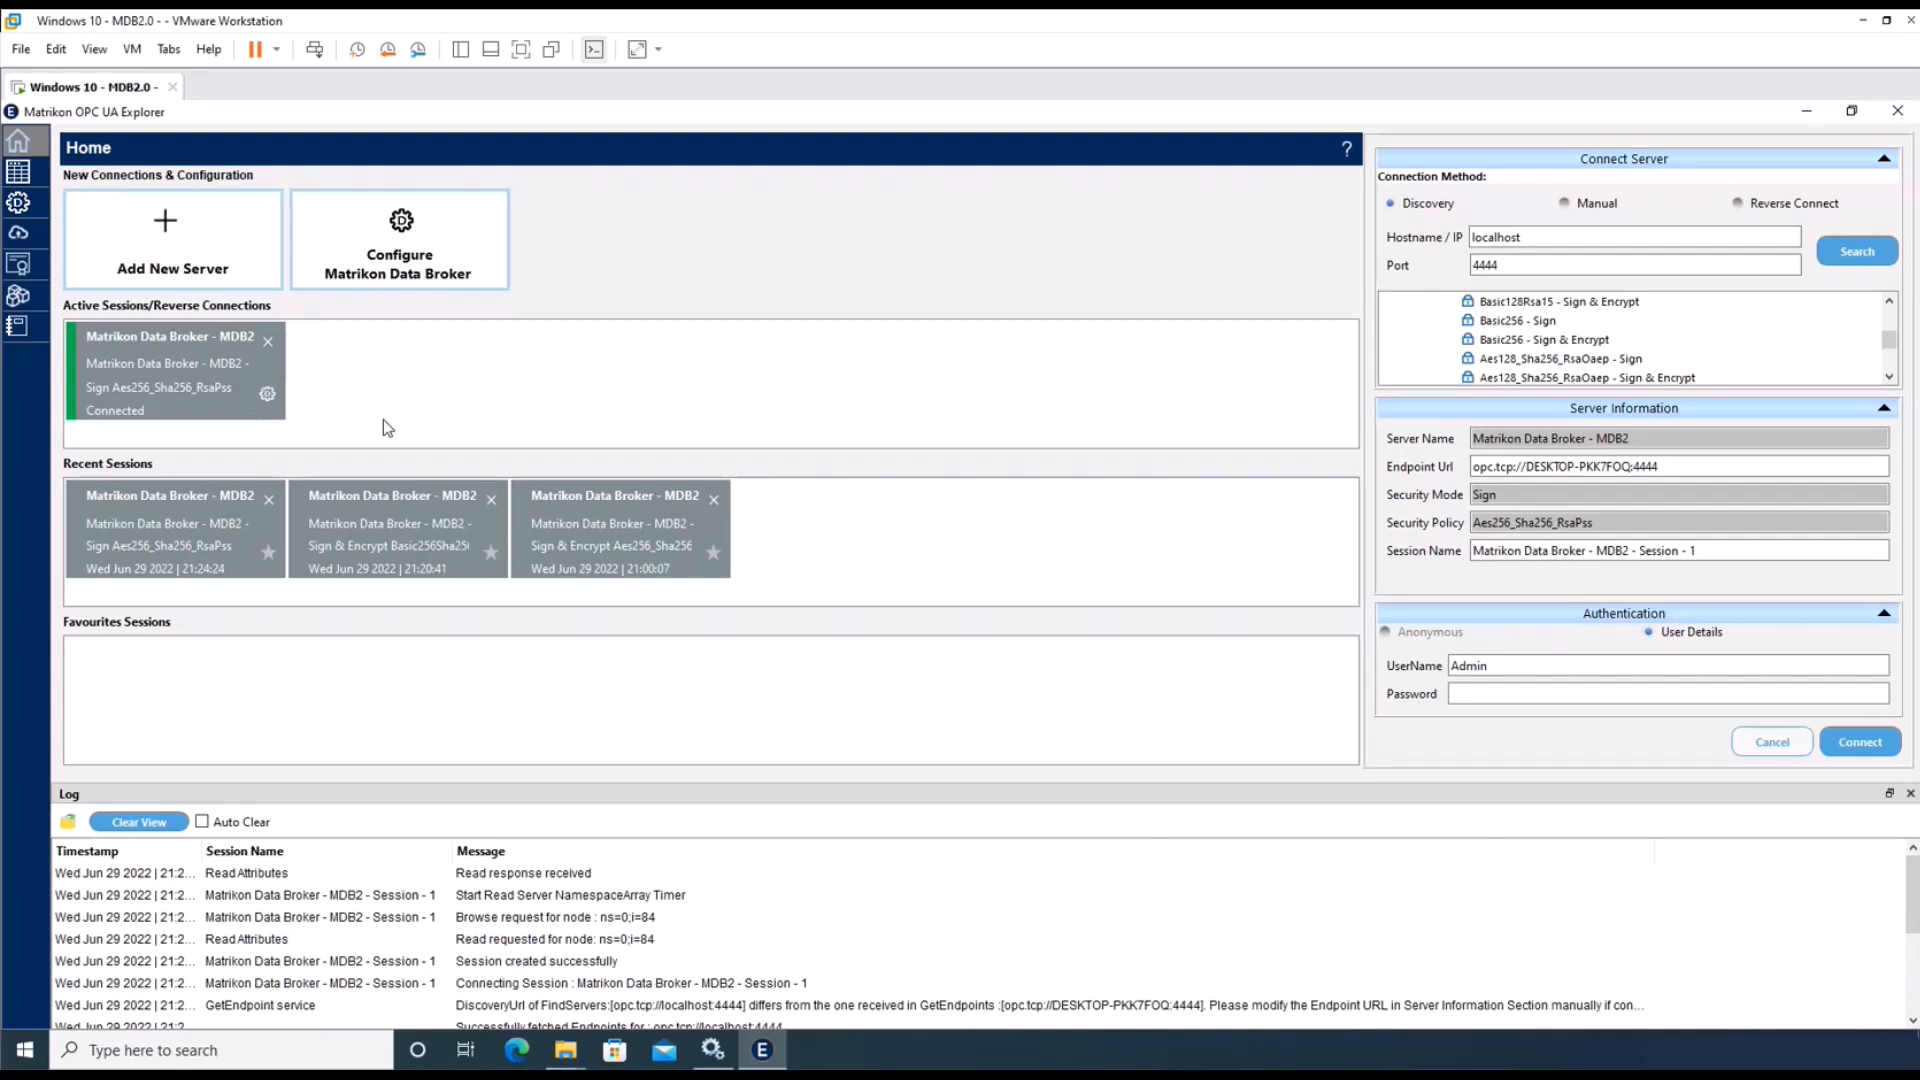 Windows 10 - MDB2.0 - - VMware Workstation
File Edit View VM Tabs Help
Windows 10 - MDB2.0 -
E Matrikon OPC UA Explorer
Home ?
New Connections & Configuration
Add New Server
Configure
Matrikon Data Broker
Active Sessions/Reverse Connections
Matrikon Data Broker - MDB2
Matrikon Data Broker - MDB2 -
Sign Aes256_Sha256_RsaPss
Connected
Recent Sessions
Matrikon Data Broker - MDB2
Matrikon Data Broker - MDB2 -
Sign Aes256_Sha256_RsaPss
Wed Jun 29 2022 | 21:24:24
Matrikon Data Broker - MDB2
Matrikon Data Broker - MDB2 -
Sign & Encrypt Basic256Sha25
Wed Jun 29 2022 | 21:20:41
Matrikon Data Broker - MDB2
Matrikon Data Broker - MDB2 -
Sign & Encrypt Aes256_Sha256
Wed Jun 29 2022 | 21:00:07
Favourites Sessions
Connect Server
Connection Method:
Discovery Manual Reverse Connect
Hostname / IP localhost
Search
Port 4444
Basic128Rsa15 - Sign & Encrypt
Basic256 - Sign
Basic256 - Sign & Encrypt
Aes128_Sha256_RsaOaep - Sign
Aes128_Sha256_RsaOaep - Sign & Encrypt
Server Information
Server Name Matrikon Data Broker - MDB2
Endpoint Url opc.tcp://DESKTOP-PKK7FOQ:4444
Security Mode Sign
Security Policy Aes256_Sha256_RsaPss
Session Name Matrikon Data Broker - MDB2 - Session - 1
Authentication
Anonymous User Details
UserName Admin
Password
Cancel Connect
Log
Clear View Auto Clear
Timestamp Session Name Message
Wed Jun 29 2022 | 21:2... Read Attributes Read response received
Wed Jun 29 2022 | 21:2... Matrikon Data Broker - MDB2 - Session - 1 Start Read Server NamespaceArray Timer
Wed Jun 29 2022 | 21:2... Matrikon Data Broker - MDB2 - Session - 1 Browse request for node : ns=0;i=84
Wed Jun 29 2022 | 21:2... Read Attributes Read requested for node: ns=0;i=84
Wed Jun 29 2022 | 21:2... Matrikon Data Broker - MDB2 - Session - 1 Session created successfully
Wed Jun 29 2022 | 21:2... Matrikon Data Broker - MDB2 - Session - 1 Connecting Session : Matrikon Data Broker - MDB2 - Session - 1
Wed Jun 29 2022 | 21:2... GetEndpoint service DiscoveryUrl of FindServers:[opc.tcp://localhost:4444] differs from the one received in GetEndpoints :[opc.tcp://DESKTOP-PKK7FOQ:4444]. Please modify the Endpoint URL in Server Information Section manually if con...
Wed Jun 29 2022 | 21:2 Successfully fetched Endpoints for : opc.tcp://localhost:4444
Type here to search
E